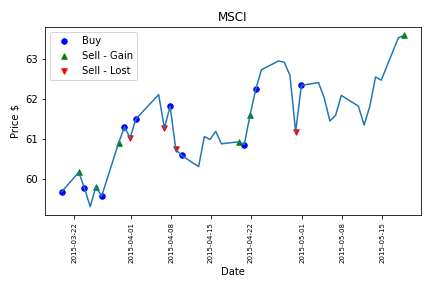 MSCI
Buy
Sell - Gain
Sell - Lost
Price $
63
62
61
60
2015-03-22
2015-04-01
2015-04-08
2015-04-15
2015-04-22
2015-05-01
2015-05-08
2015-05-15
Date